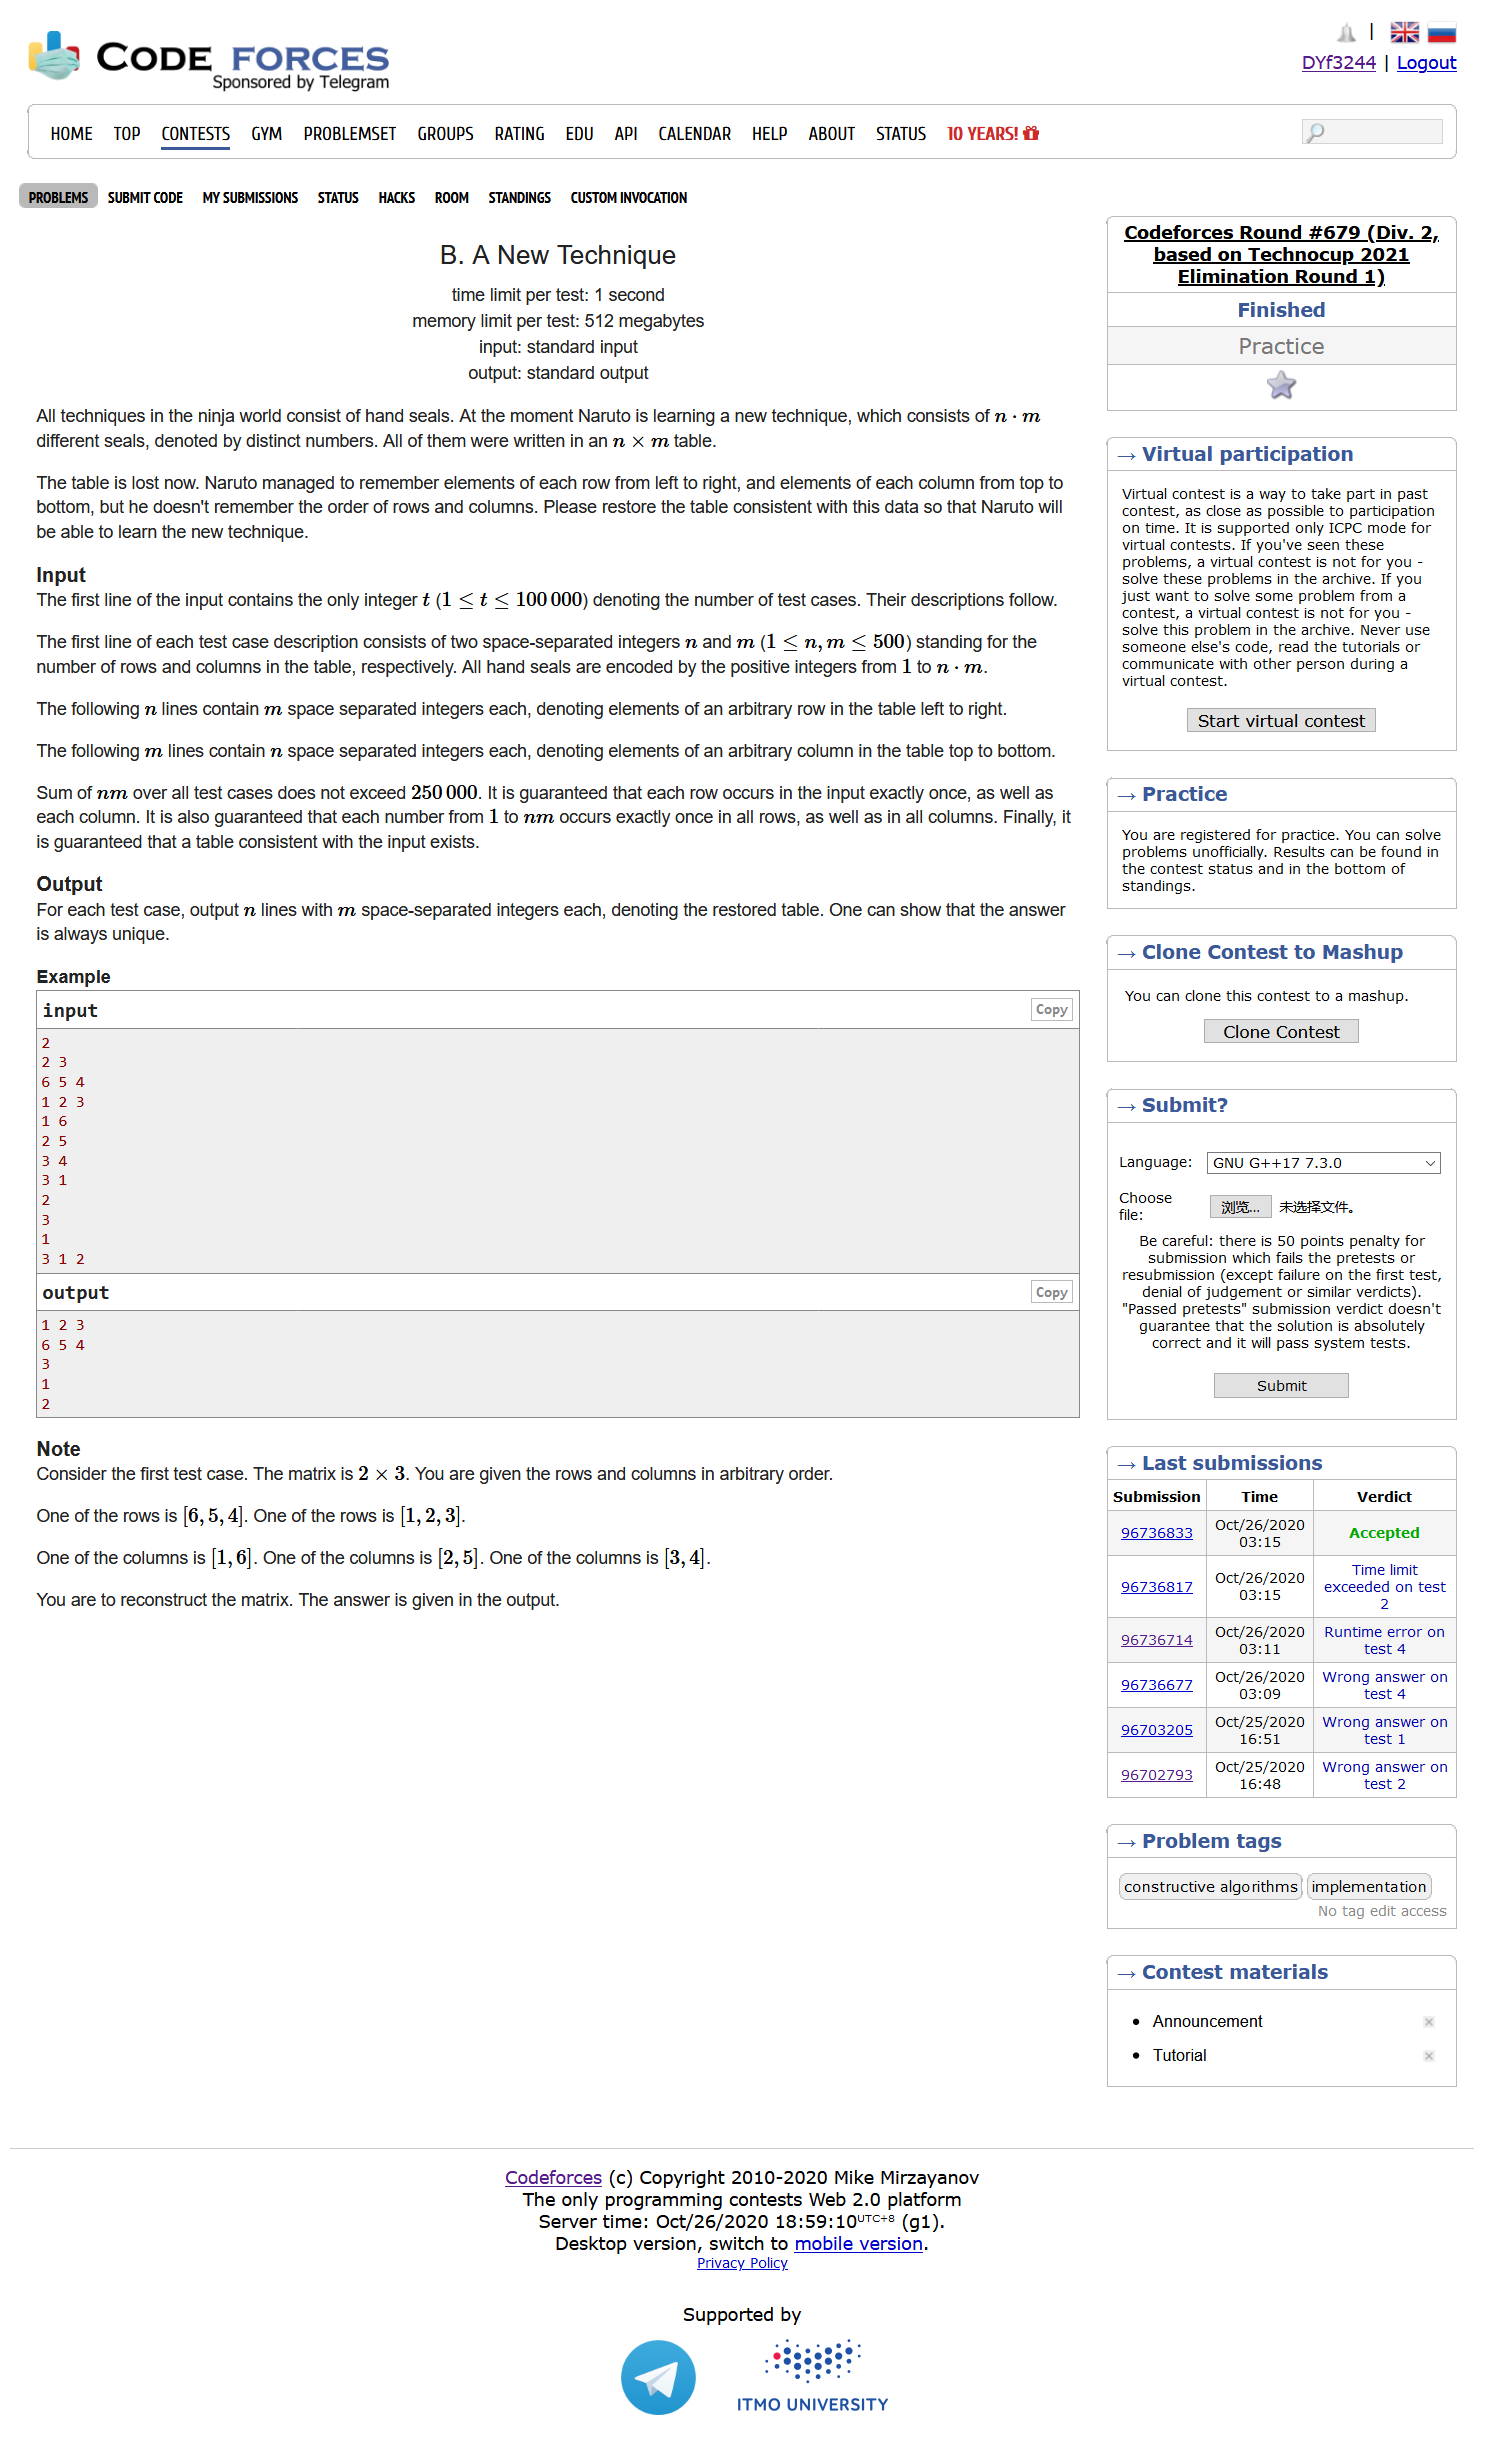 CODE FORCES
Sponsored by Telegram
|
DYf3244 | Logout
HOME TOP CONTESTS GYM PROBLEMSET GROUPS RATING EDU API CALENDAR HELP ABOUT STATUS 10 YEARS!
PROBLEMS SUBMIT CODE MY SUBMISSIONS STATUS HACKS ROOM STANDINGS CUSTOM INVOCATION
B. A New Technique
time limit per test: 1 second
memory limit per test: 512 megabytes
input: standard input
output: standard output
All techniques in the ninja world consist of hand seals. At the moment Naruto is learning a new technique, which consists of n · m
different seals, denoted by distinct numbers. All of them were written in an n × m table.
The table is lost now. Naruto managed to remember elements of each row from left to right, and elements of each column from top to
bottom, but he doesn't remember the order of rows and columns. Please restore the table consistent with this data so that Naruto will
be able to learn the new technique.
Input
The first line of the input contains the only integer t (1 ≤ t ≤ 100 000) denoting the number of test cases. Their descriptions follow.
The first line of each test case description consists of two space-separated integers n and m (1 ≤ n, m ≤ 500) standing for the
number of rows and columns in the table, respectively. All hand seals are encoded by the positive integers from 1 to n · m.
The following n lines contain m space separated integers each, denoting elements of an arbitrary row in the table left to right.
The following m lines contain n space separated integers each, denoting elements of an arbitrary column in the table top to bottom.
Sum of nm over all test cases does not exceed 250 000. It is guaranteed that each row occurs in the input exactly once, as well as
each column. It is also guaranteed that each number from 1 to nm occurs exactly once in all rows, as well as in all columns. Finally, it
is guaranteed that a table consistent with the input exists.
Output
For each test case, output n lines with m space-separated integers each, denoting the restored table. One can show that the answer
is always unique.
Example
input Copy
2
2 3
6 5 4
1 2 3
1 6
2 5
3 4
3 1
2
3
1
3 1 2
output Copy
1 2 3
6 5 4
3
1
2
Note
Consider the first test case. The matrix is 2 × 3. You are given the rows and columns in arbitrary order.
One of the rows is [6, 5, 4]. One of the rows is [1, 2, 3].
One of the columns is [1, 6]. One of the columns is [2, 5]. One of the columns is [3, 4].
You are to reconstruct the matrix. The answer is given in the output.
Codeforces Round #679 (Div. 2,
based on Technocup 2021
Elimination Round 1)
Finished
Practice
→ Virtual participation
Virtual contest is a way to take part in past
contest, as close as possible to participation
on time. It is supported only ICPC mode for
virtual contests. If you've seen these
problems, a virtual contest is not for you -
solve these problems in the archive. If you
just want to solve some problem from a
contest, a virtual contest is not for you -
solve this problem in the archive. Never use
someone else's code, read the tutorials or
communicate with other person during a
virtual contest.
Start virtual contest
→ Practice
You are registered for practice. You can solve
problems unofficially. Results can be found in
the contest status and in the bottom of
standings.
→ Clone Contest to Mashup
You can clone this contest to a mashup.
Clone Contest
→ Submit?
Language: GNU G++17 7.3.0
Choose
file: 浏览... 未选择文件。
Be careful: there is 50 points penalty for
submission which fails the pretests or
resubmission (except failure on the first test,
denial of judgement or similar verdicts).
"Passed pretests" submission verdict doesn't
guarantee that the solution is absolutely
correct and it will pass system tests.
Submit
→ Last submissions
Submission Time Verdict
96736833 Oct/26/2020 03:15 Accepted
96736817 Oct/26/2020 03:15 Time limit exceeded on test 2
96736714 Oct/26/2020 03:11 Runtime error on test 4
96736677 Oct/26/2020 03:09 Wrong answer on test 4
96703205 Oct/25/2020 16:51 Wrong answer on test 1
96702793 Oct/25/2020 16:48 Wrong answer on test 2
→ Problem tags
constructive algorithms implementation
No tag edit access
→ Contest materials
• Announcement
• Tutorial
Codeforces (c) Copyright 2010-2020 Mike Mirzayanov
The only programming contests Web 2.0 platform
Server time: Oct/26/2020 18:59:10UTC+8 (g1).
Desktop version, switch to mobile version.
Privacy Policy
Supported by
ITMO UNIVERSITY